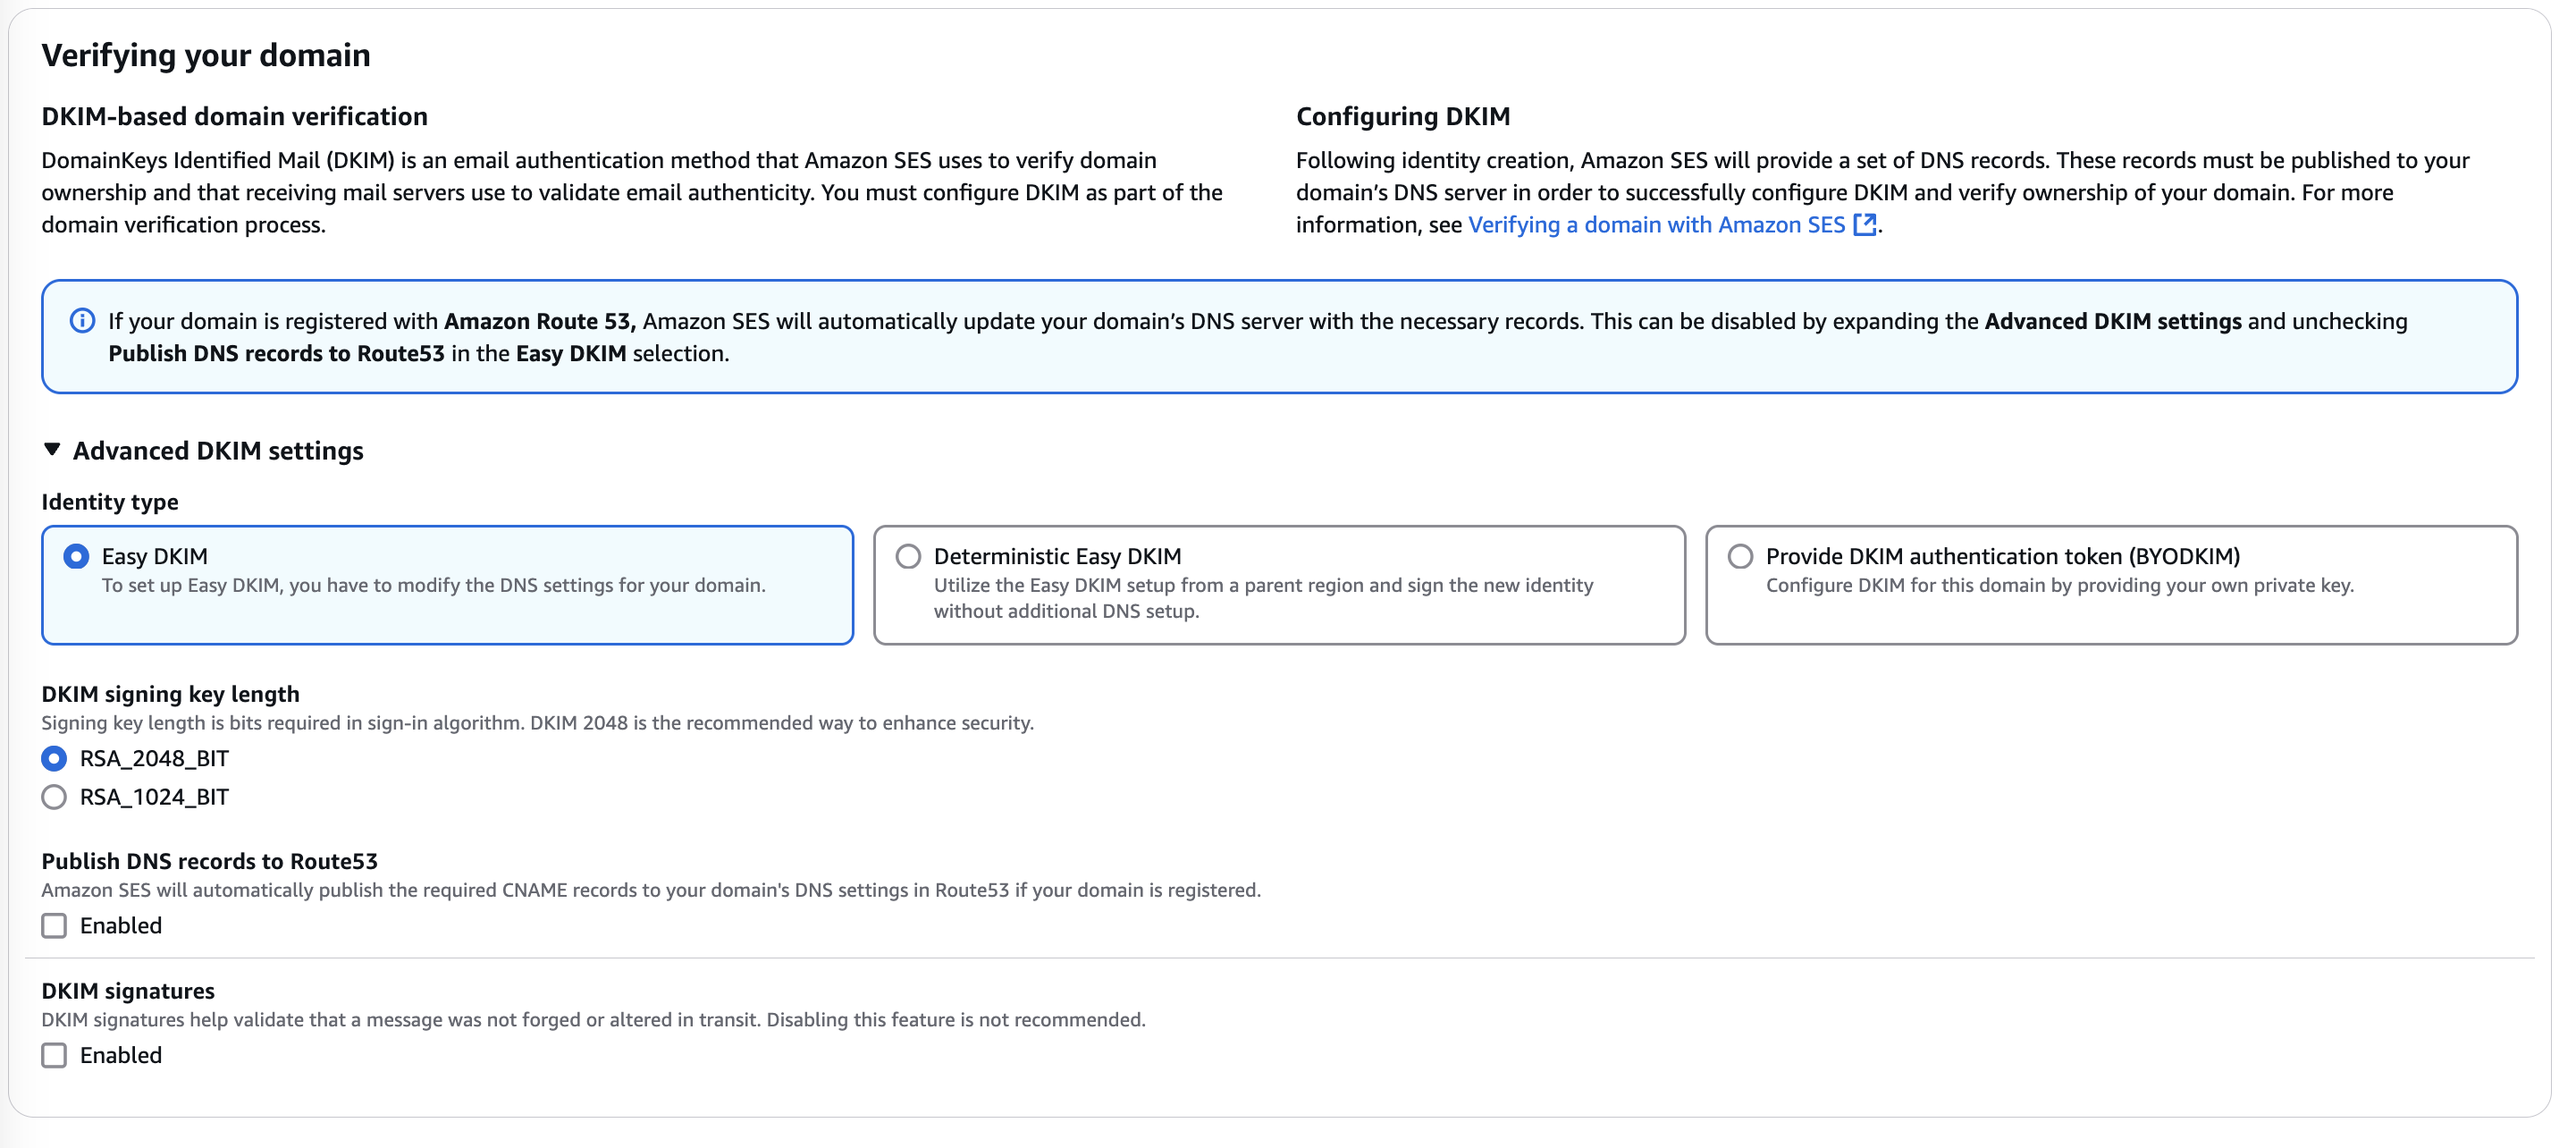 Verifying your domain
DKIM-based domain verification
DomainKeys Identified Mail (DKIM) is an email authentication method that Amazon SES uses to verify domain
ownership and that receiving mail servers use to validate email authenticity. You must configure DKIM as part of the
domain verification process.
Configuring DKIM
Following identity creation, Amazon SES will provide a set of DNS records. These records must be published to your
domain’s DNS server in order to successfully configure DKIM and verify ownership of your domain. For more
information, see Verifying a domain with Amazon SES.
If your domain is registered with Amazon Route 53, Amazon SES will automatically update your domain’s DNS server with the necessary records. This can be disabled by expanding the Advanced DKIM settings and unchecking
Publish DNS records to Route53 in the Easy DKIM selection.
Advanced DKIM settings
Identity type
Easy DKIM
To set up Easy DKIM, you have to modify the DNS settings for your domain.
Deterministic Easy DKIM
Utilize the Easy DKIM setup from a parent region and sign the new identity
without additional DNS setup.
Provide DKIM authentication token (BYODKIM)
Configure DKIM for this domain by providing your own private key.
DKIM signing key length
Signing key length is bits required in sign-in algorithm. DKIM 2048 is the recommended way to enhance security.
RSA_2048_BIT
RSA_1024_BIT
Publish DNS records to Route53
Amazon SES will automatically publish the required CNAME records to your domain's DNS settings in Route53 if your domain is registered.
Enabled
DKIM signatures
DKIM signatures help validate that a message was not forged or altered in transit. Disabling this feature is not recommended.
Enabled